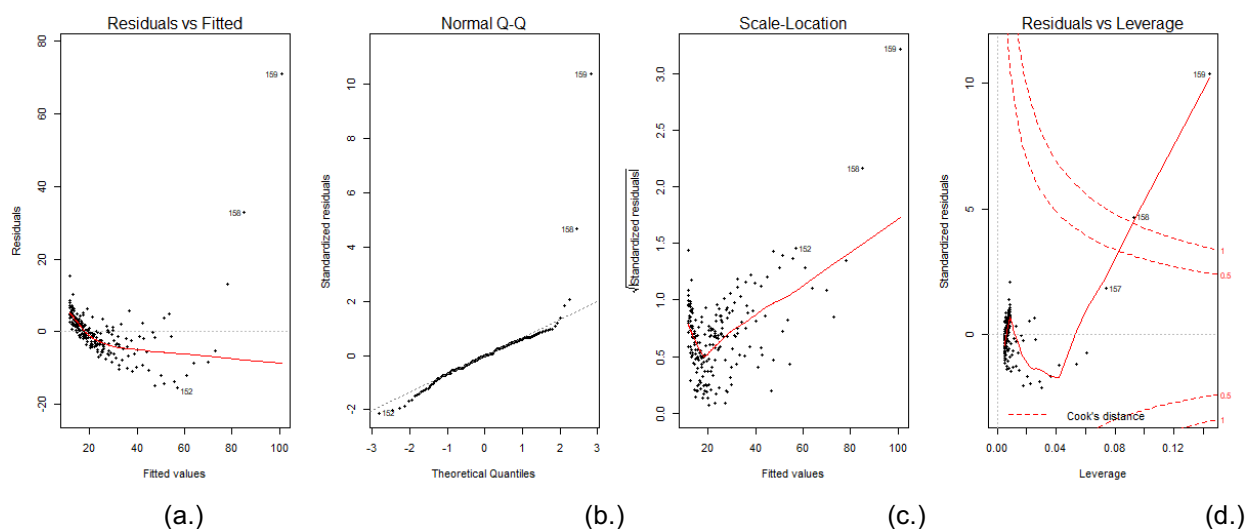 Residuals vs Fitted
80
60
40
20
0
-20
Residuals
159
158
152
20 40 60 80 100
Fitted values
(a.)
Normal Q-Q
10
8
6
4
2
0
-2
Standardized residuals
159
158
152
-3 -2 -1 0 1 2 3
Theoretical Quantiles
(b.)
Scale-Location
3.0
2.5
2.0
1.5
1.0
0.5
0.0
√|Standardized residuals|
159
158
152
20 40 60 80 100
Fitted values
(c.)
Residuals vs Leverage
10
5
0
Standardized residuals
159
158
157
1
0.5
0.5
1
Cook's distance
0.00 0.04 0.08 0.12
Leverage
(d.)